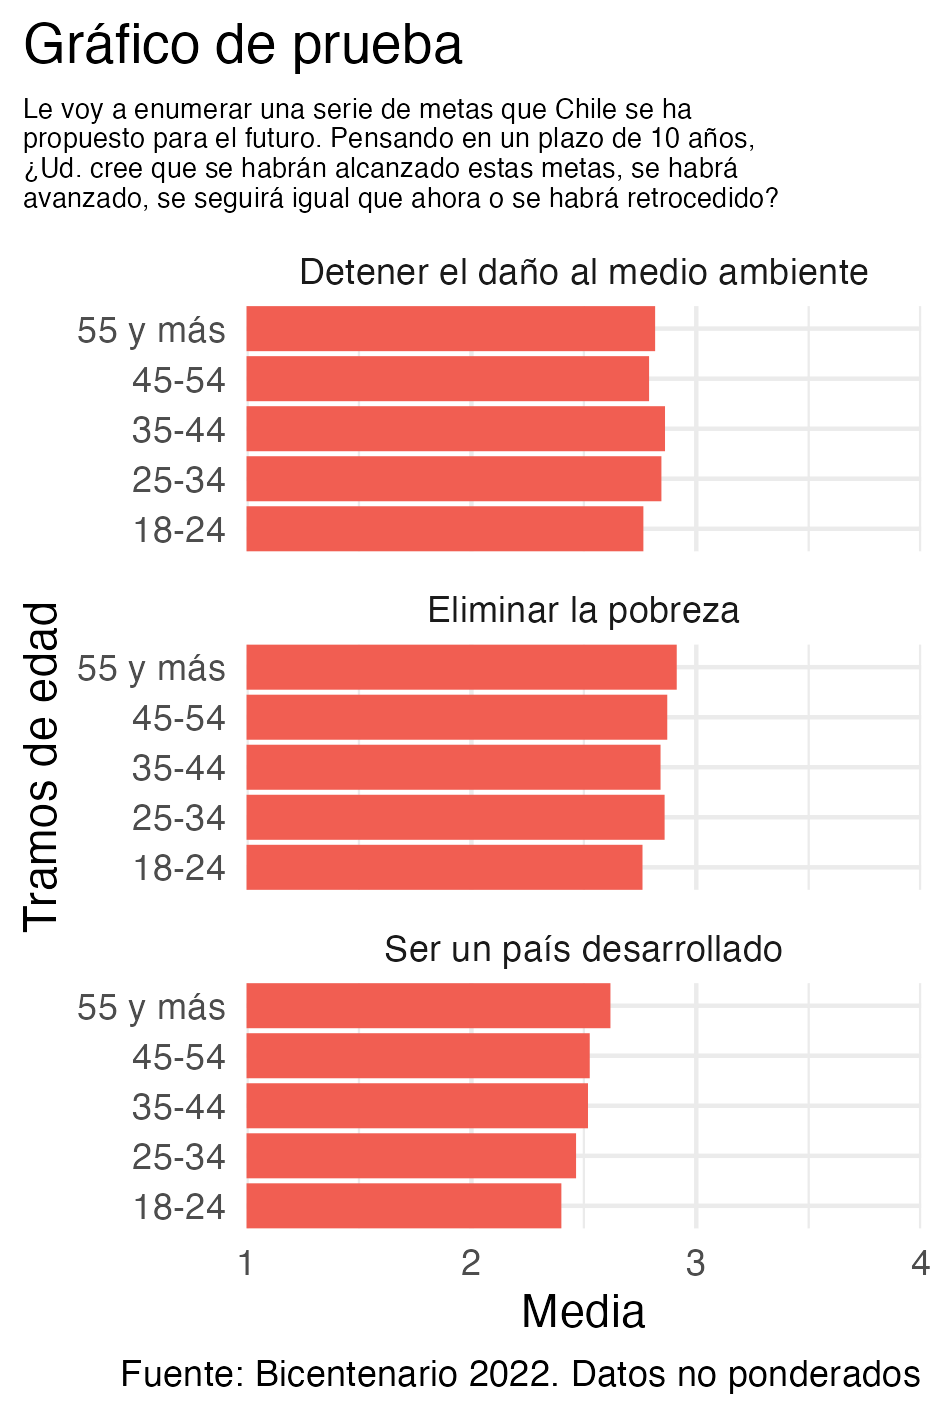 Gráfico de prueba
Le voy a enumerar una serie de metas que Chile se ha
propuesto para el futuro. Pensando en un plazo de 10 años,
¿Ud. cree que se habrán alcanzado estas metas, se habrá
avanzado, se seguirá igual que ahora o se habrá retrocedido?
Detener el daño al medio ambiente
55 y más
45-54
35-44
25-34
18-24
Eliminar la pobreza
55 y más
45-54
35-44
25-34
18-24
Ser un país desarrollado
55 y más
45-54
35-44
25-34
18-24
Tramos de edad
1 2 3 4
Media
Fuente: Bicentenario 2022. Datos no ponderados